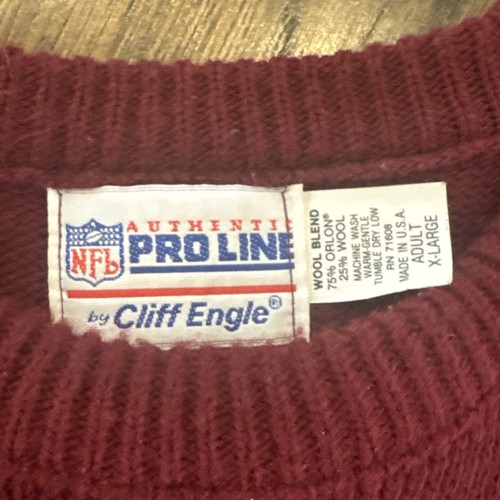 NFL
AUTHENTIC
PRO LINE
by Cliff Engle®
WOOL BLEND
75% ORLON®
25% WOOL
MACHINE WASH
WARM-GENTLE
TUMBLE DRY LOW
RN 71608
MADE IN U.S.A.
ADULT
X-LARGE